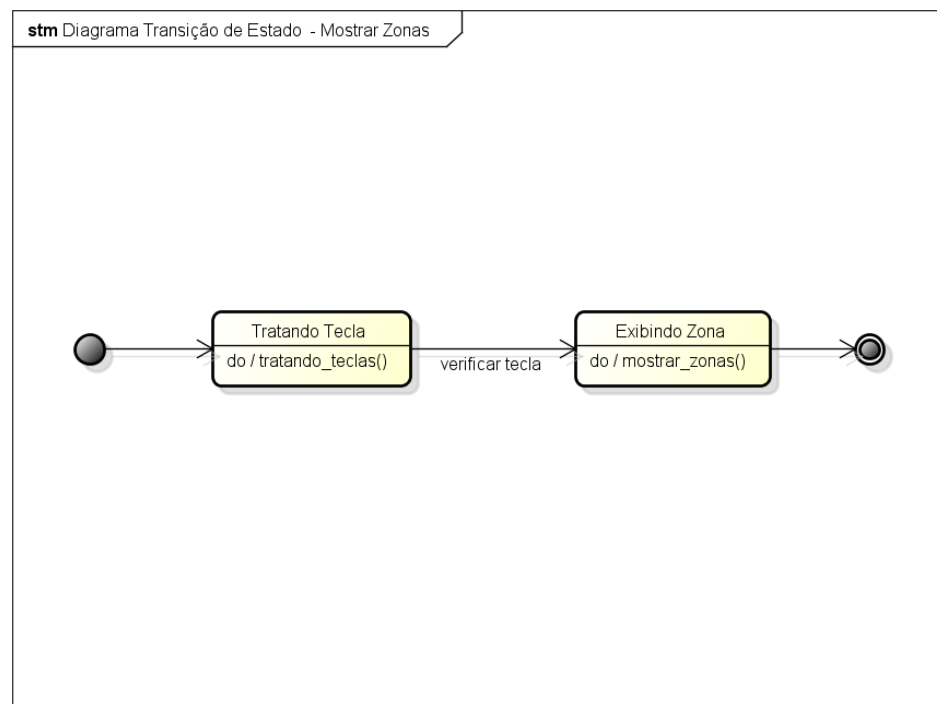 stm Diagrama Transição de Estado - Mostrar Zonas
Tratando Tecla
do / tratando_teclas()
verificar tecla
Exibindo Zona
do / mostrar_zonas()